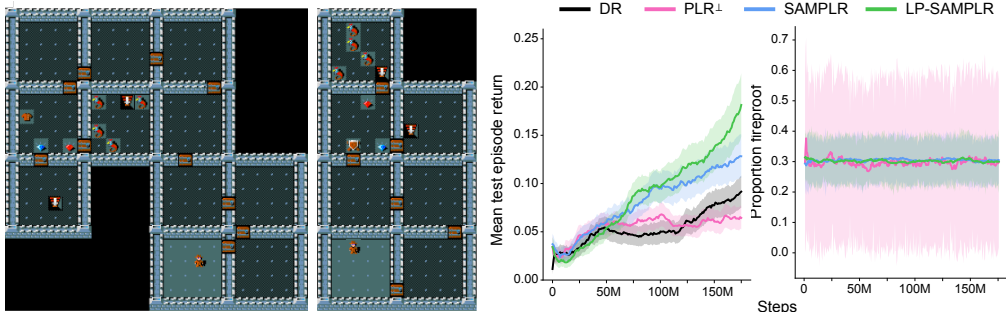 DR PLR⊥ SAMPLR LP-SAMPLR
Mean test episode return
0.25
0.20
0.15
0.10
0.05
0.00
0 50M 100M 150M
Proportion fireproof
0.7
0.6
0.5
0.4
0.3
0.2
0.1
0.0
0 50M 100M 150M
Steps